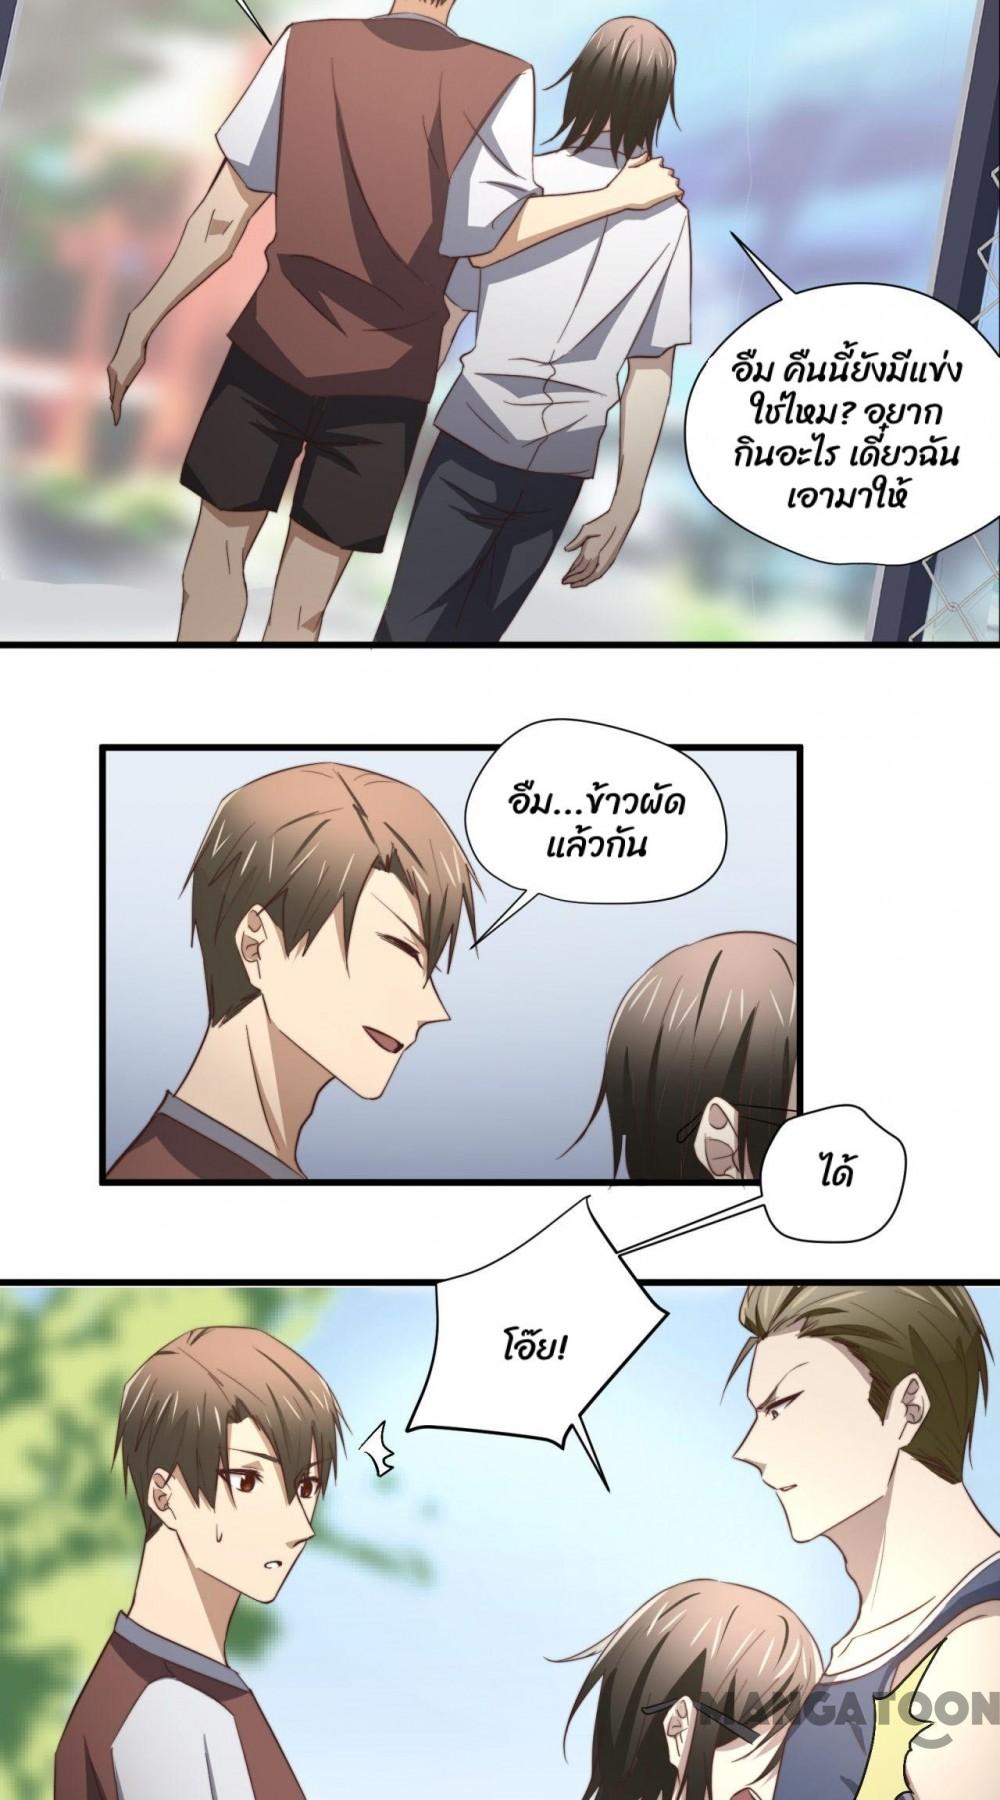 อืม คืนนี้ยังมีแข่ง
ใช่ไหม? อยาก
กินอะไร เดี๋ยวฉัน
เอามาให้
อืม...ข้าวผัด
แล้วกัน
ได้
โอ๊ย!
MANGATOON